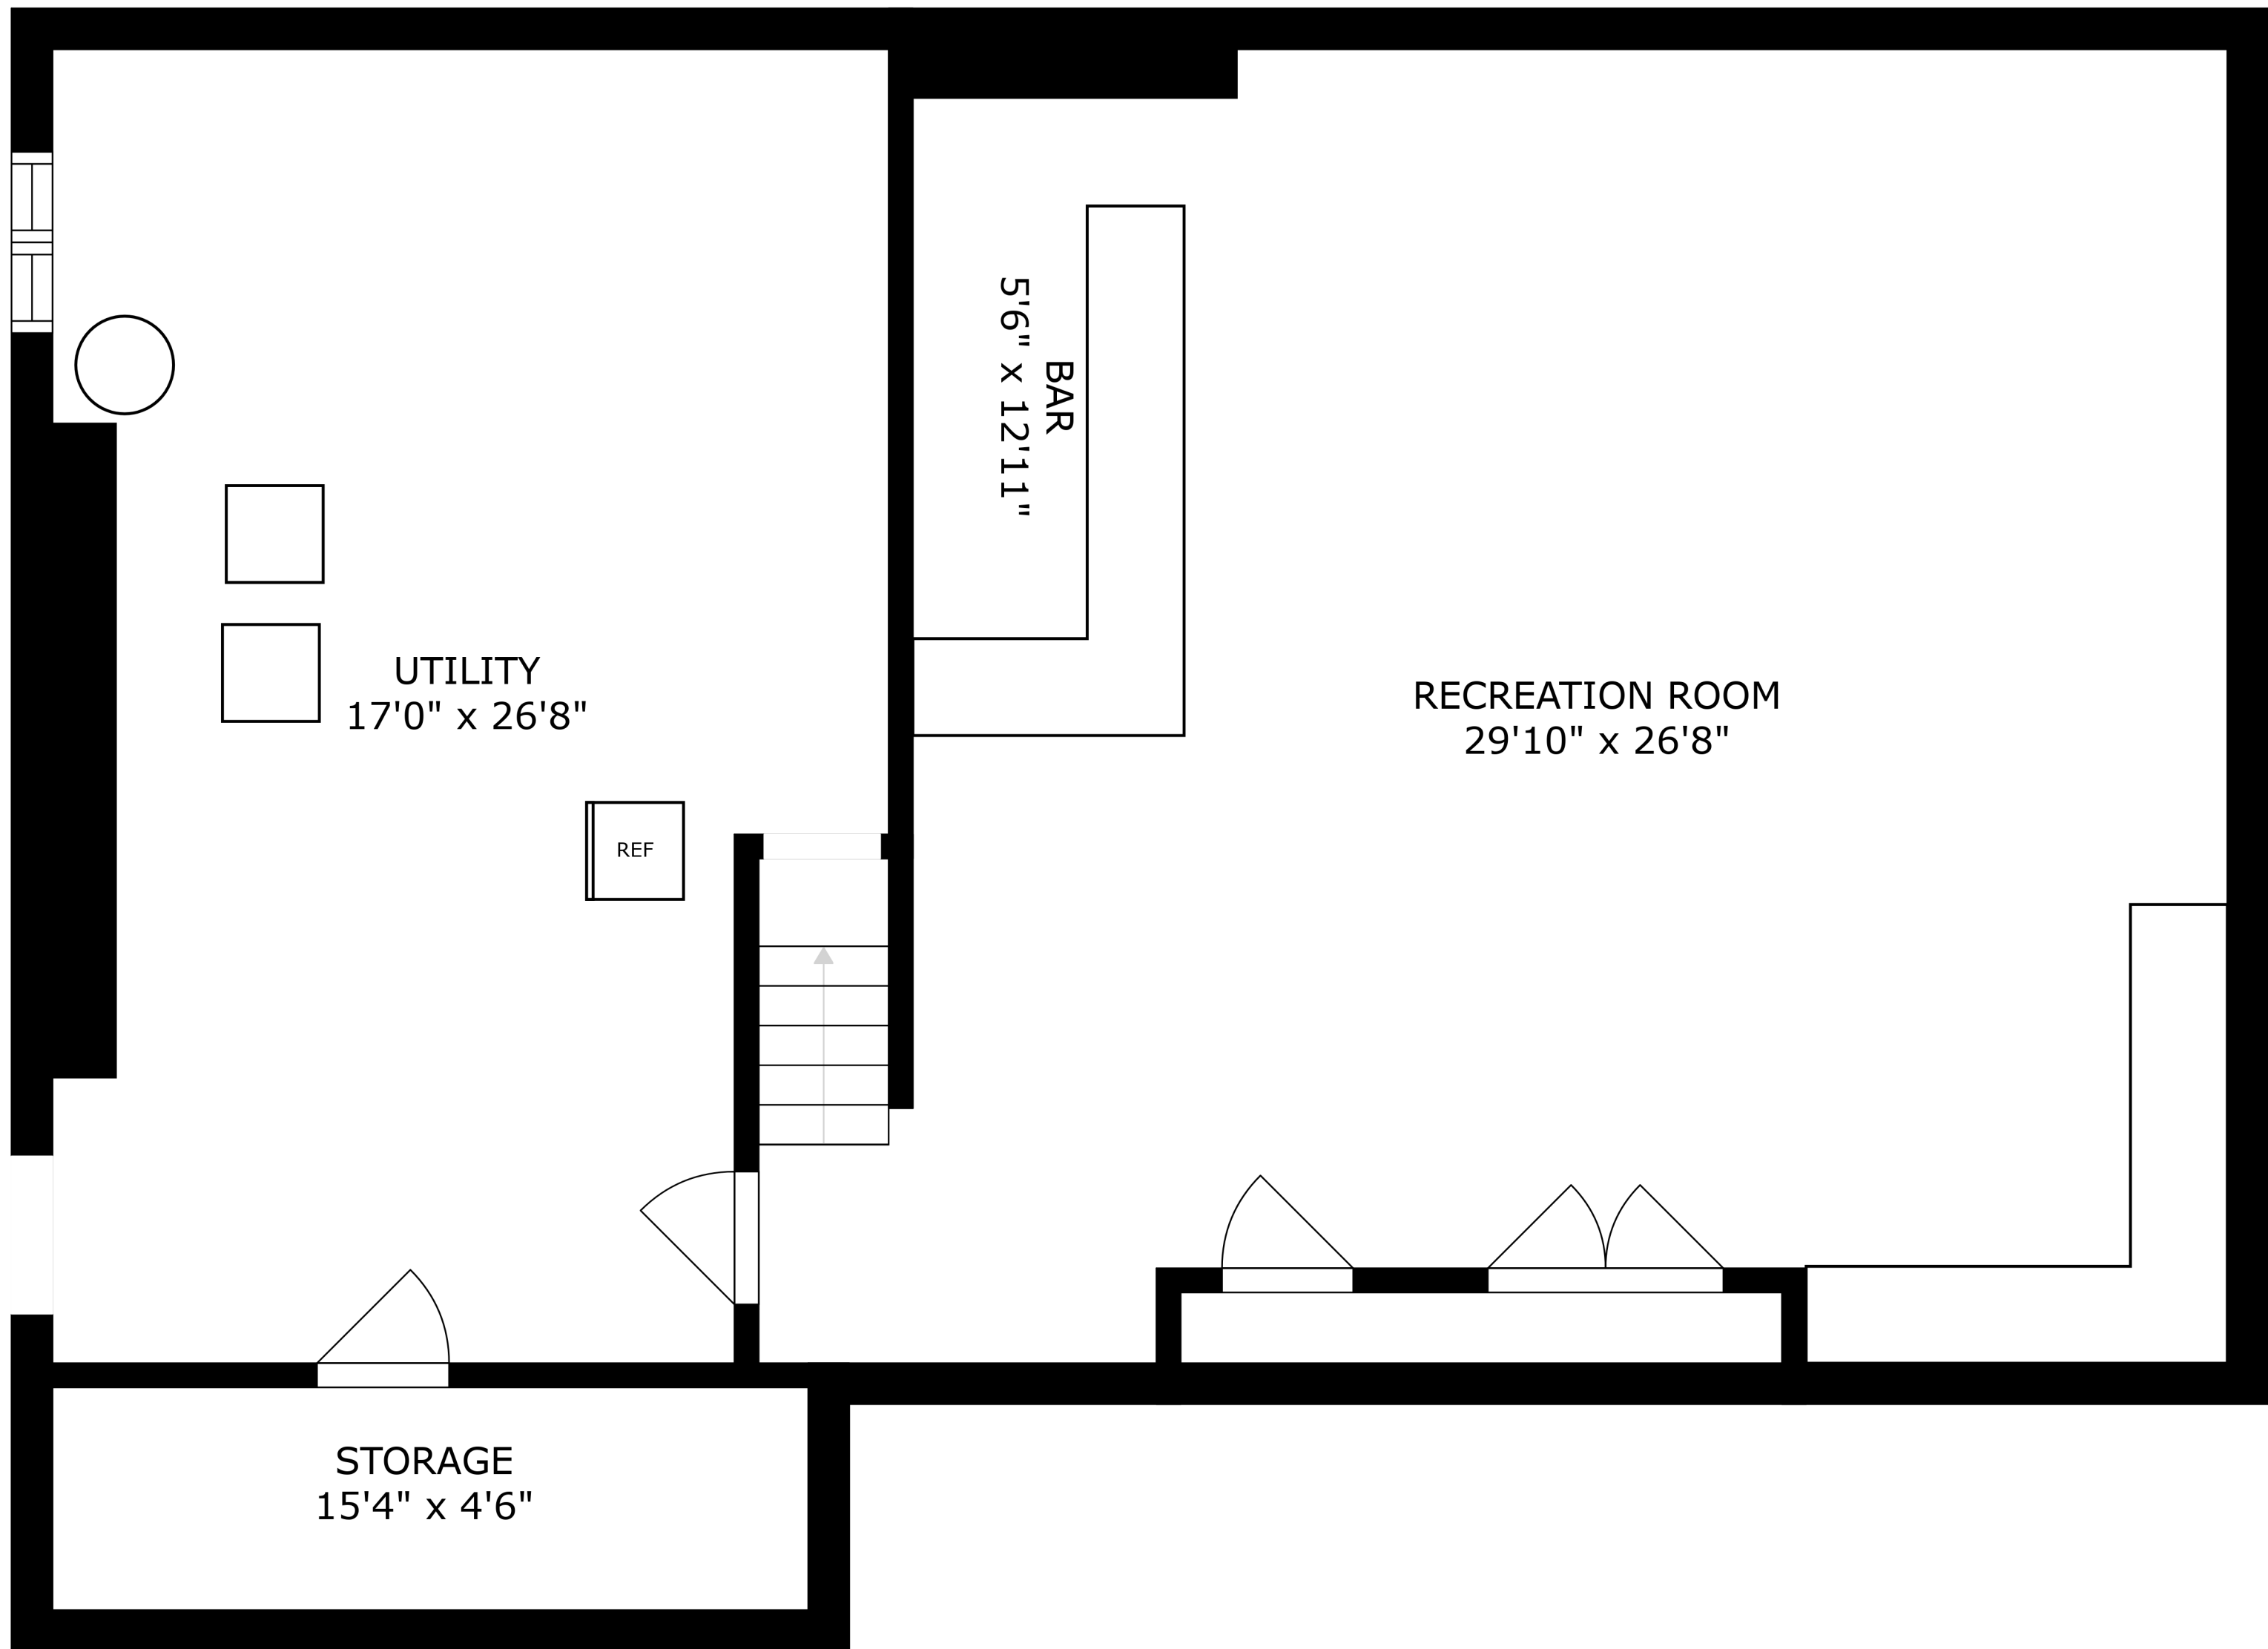 BAR
5'6" x 12'11"
UTILITY
17'0" x 26'8"
RECREATION ROOM
29'10" x 26'8"
REF
STORAGE
15'4" x 4'6"